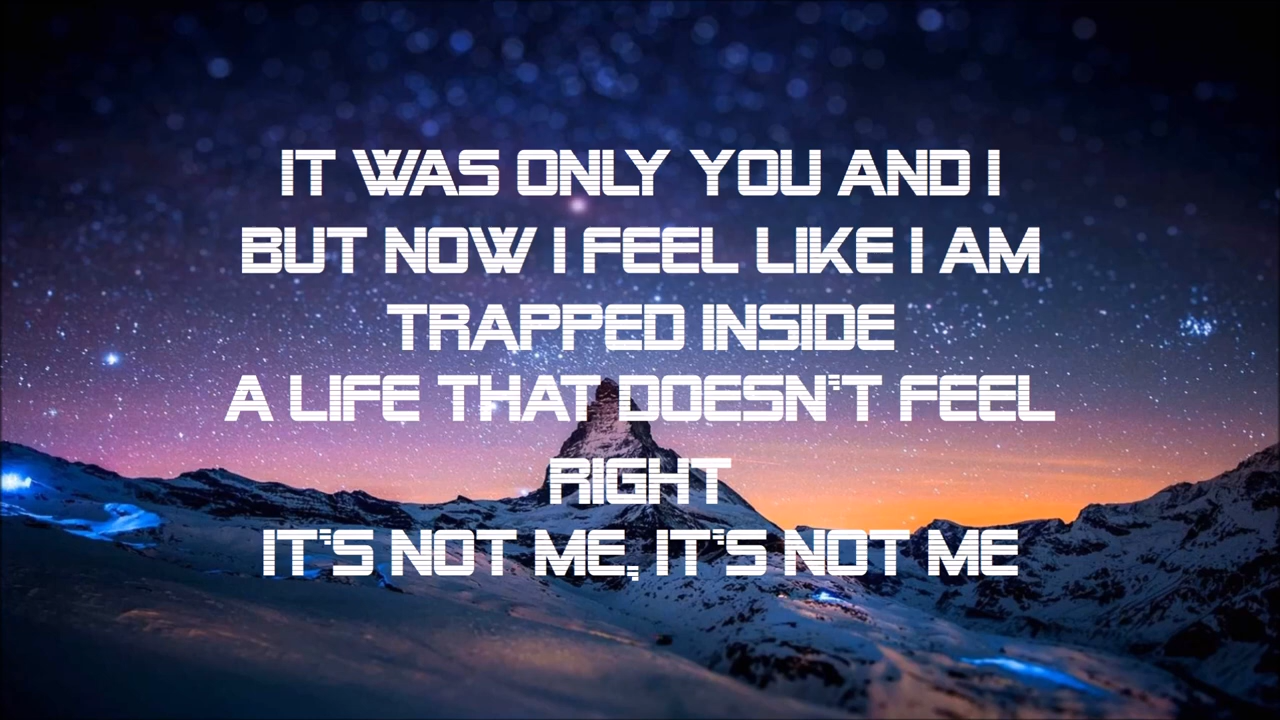 IT WAS ONLY YOU AND I
BUT NOW I FEEL LIKE I AM
TRAPPED INSIDE
A LIFE THAT DOESN'T FEEL
RIGHT
IT'S NOT ME, IT'S NOT ME